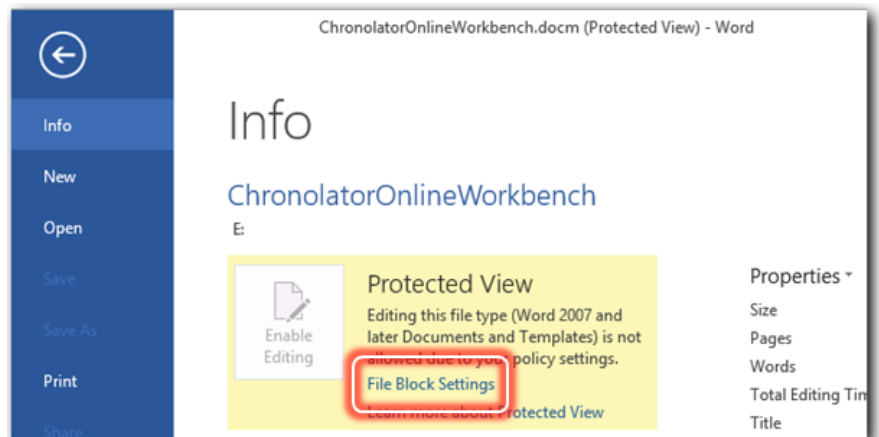 ChronolatorOnlineWorkbench.docm (Protected View) - Word
Info
New
Open
Save
Save As
Print
Share
Info
ChronolatorOnlineWorkbench
E:
Enable
Editing
Protected View
Editing this file type (Word 2007 and
later Documents and Templates) is not
allowed due to your policy settings.
File Block Settings
Learn more about Protected View
Properties
Size
Pages
Words
Total Editing Tim
Title